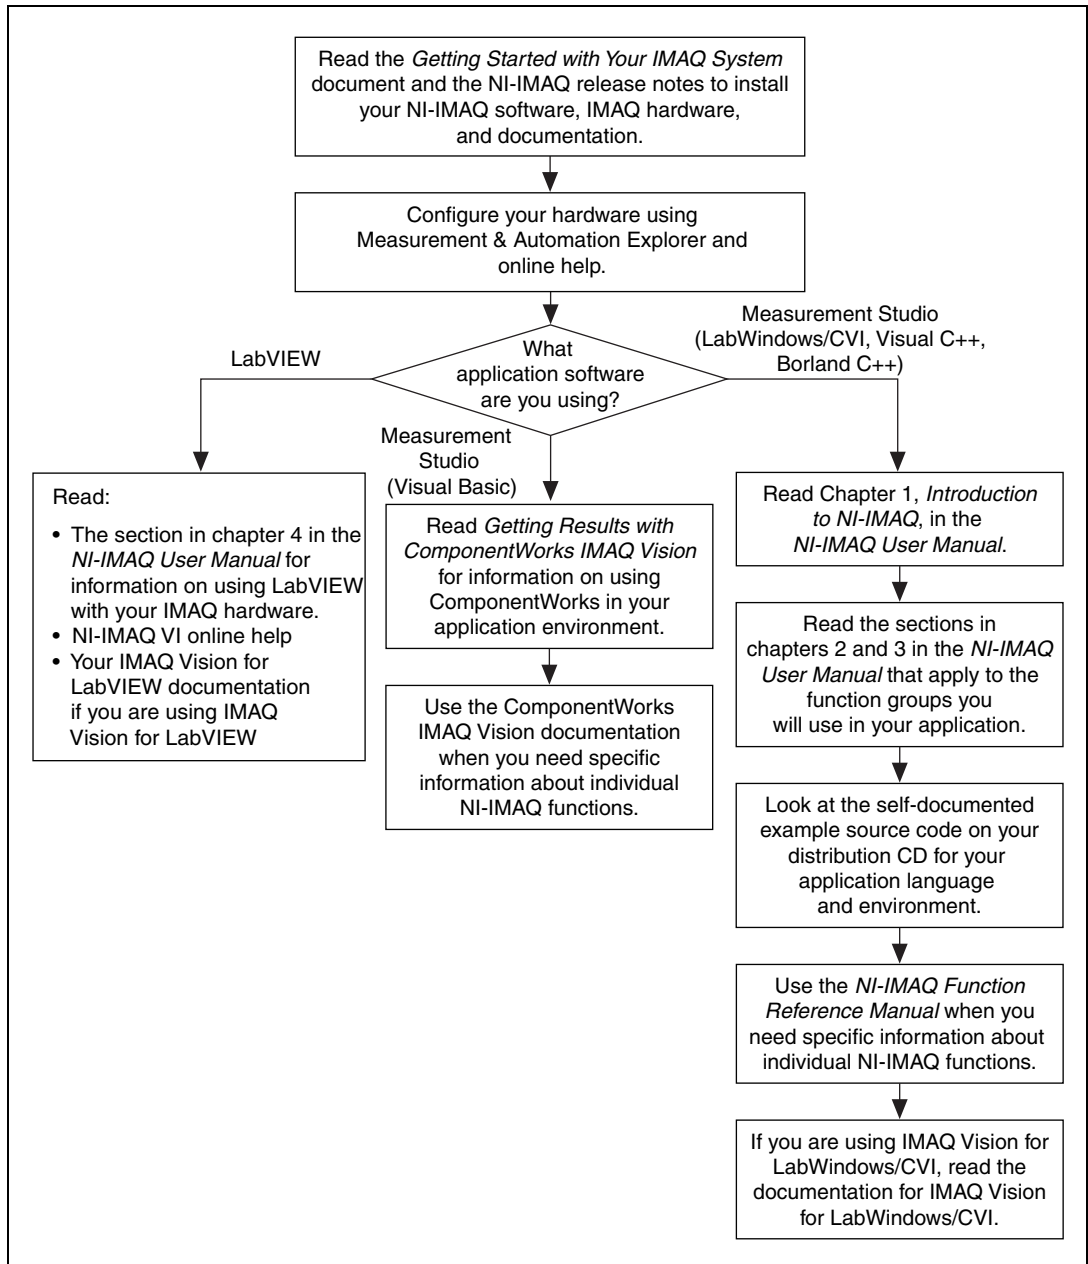 Read the Getting Started with Your IMAQ System
document and the NI-IMAQ release notes to install
your NI-IMAQ software, IMAQ hardware,
and documentation.
Configure your hardware using
Measurement & Automation Explorer and
online help.
What
application software
are you using?
LabVIEW
Measurement Studio
(LabWindows/CVI, Visual C++,
Borland C++)
Measurement
Studio
(Visual Basic)
Read:
• The section in chapter 4 in the
NI-IMAQ User Manual for
information on using LabVIEW
with your IMAQ hardware.
• NI-IMAQ VI online help
• Your IMAQ Vision for
LabVIEW documentation
if you are using IMAQ
Vision for LabVIEW
Read Getting Results with
ComponentWorks IMAQ Vision
for information on using
ComponentWorks in your
application environment.
Use the ComponentWorks
IMAQ Vision documentation
when you need specific
information about individual
NI-IMAQ functions.
Read Chapter 1, Introduction
to NI-IMAQ, in the
NI-IMAQ User Manual.
Read the sections in
chapters 2 and 3 in the NI-IMAQ
User Manual that apply to the
function groups you
will use in your application.
Look at the self-documented
example source code on your
distribution CD for your
application language
and environment.
Use the NI-IMAQ Function
Reference Manual when you
need specific information about
individual NI-IMAQ functions.
If you are using IMAQ Vision for
LabWindows/CVI, read the
documentation for IMAQ Vision
for LabWindows/CVI.